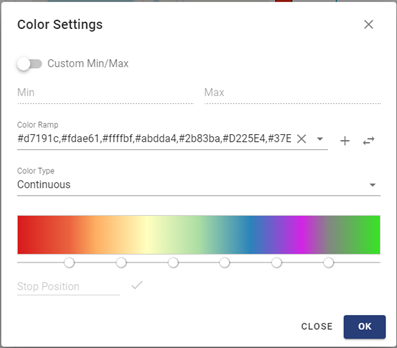 Color Settings
Custom Min/Max
Min Max
Color Ramp
#d7191c,#fdae61,#ffffbf,#abdda4,#2b83ba,#D225E4,#37E
Color Type
Continuous
Stop Position
CLOSE OK